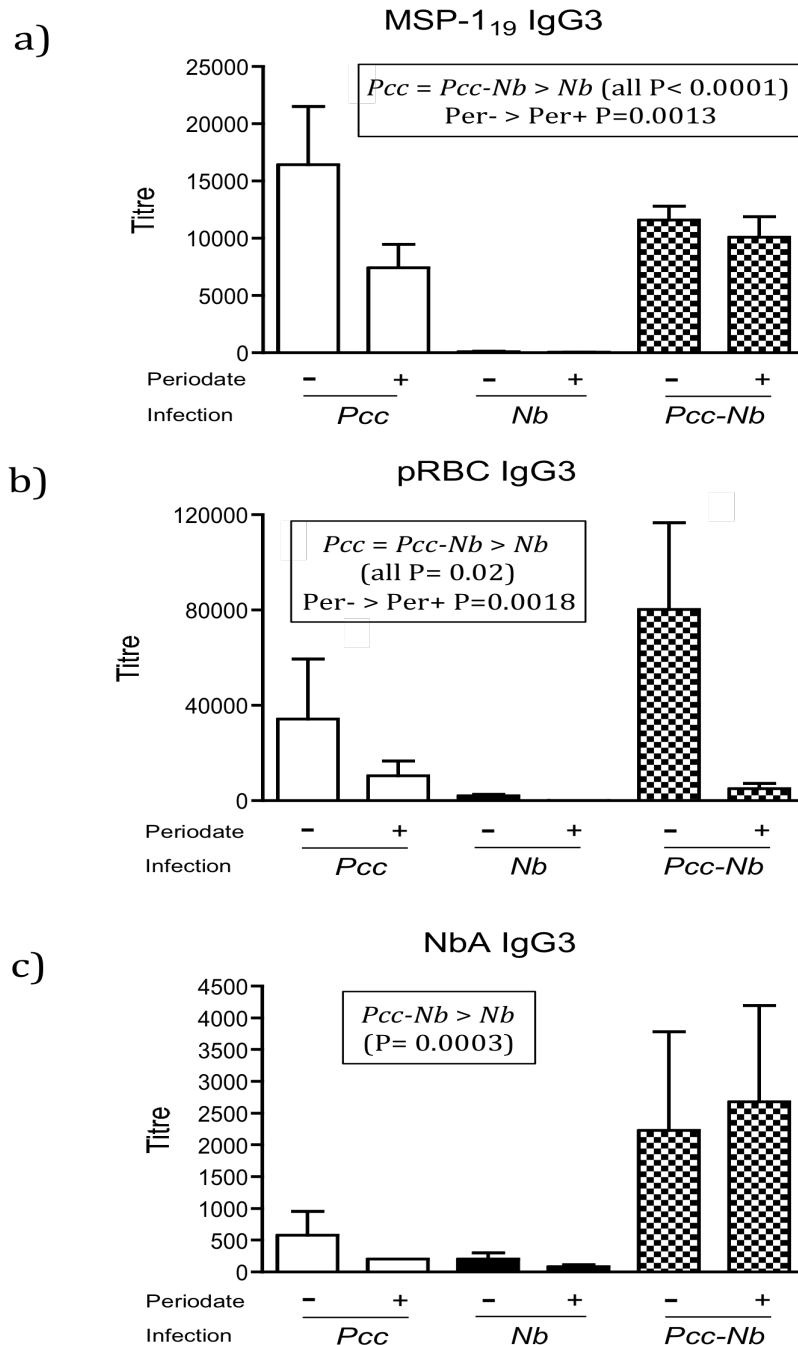 a)
MSP-1₁₉ IgG3
25000
20000
15000
10000
5000
0
Titre
Pcc = Pcc-Nb > Nb (all P< 0.0001)
Per- > Per+ P=0.0013
Periodate − + − + − +
Infection Pcc Nb Pcc-Nb
b)
pRBC IgG3
120000
80000
40000
0
Titre
Pcc = Pcc-Nb > Nb
(all P= 0.02)
Per- > Per+ P=0.0018
Periodate − + − + − +
Infection Pcc Nb Pcc-Nb
c)
NbA IgG3
4500
4000
3500
3000
2500
2000
1500
1000
500
0
Titre
Pcc-Nb > Nb
(P= 0.0003)
Periodate − + − + − +
Infection Pcc Nb Pcc-Nb